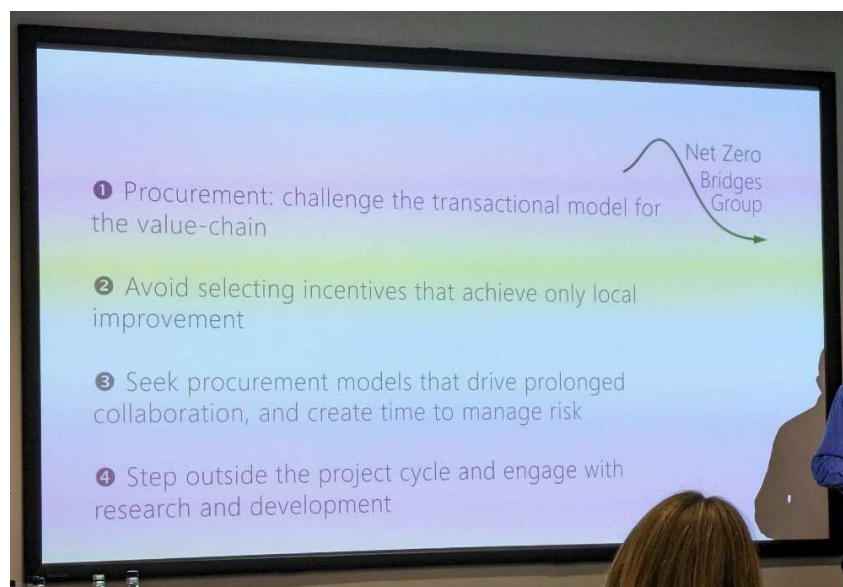 Net Zero
Bridges
Group
❶ Procurement: challenge the transactional model for
the value-chain
❷ Avoid selecting incentives that achieve only local
improvement
❸ Seek procurement models that drive prolonged
collaboration, and create time to manage risk
❹ Step outside the project cycle and engage with
research and development